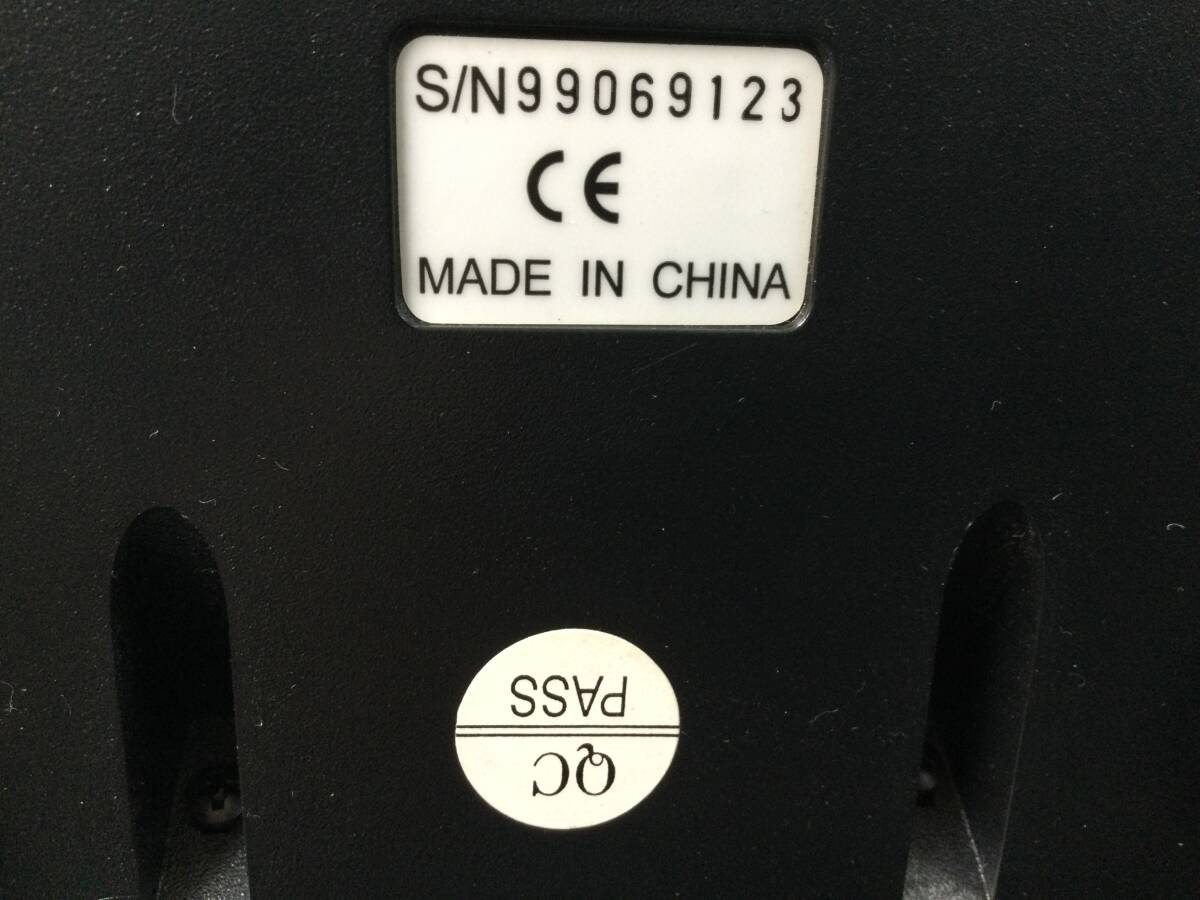 S/N99069123
CE
MADE IN CHINA
QC
PASS